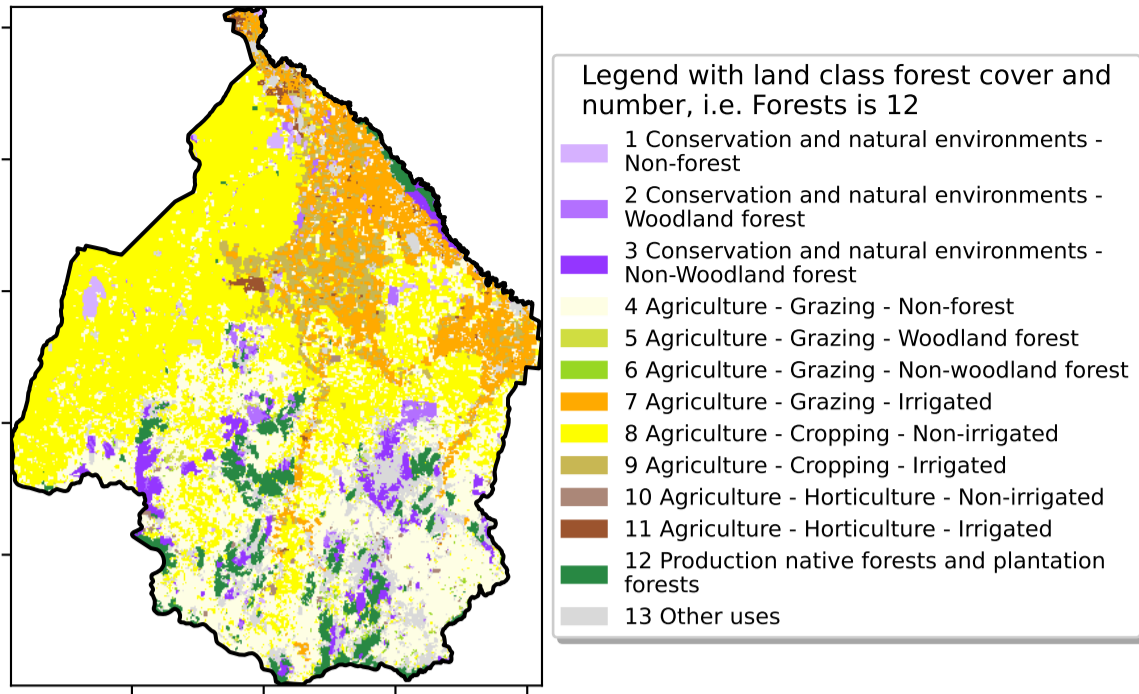 Legend with land class forest cover and
number, i.e. Forests is 12
1 Conservation and natural environments -
Non-forest
2 Conservation and natural environments -
Woodland forest
3 Conservation and natural environments -
Non-Woodland forest
4 Agriculture - Grazing - Non-forest
5 Agriculture - Grazing - Woodland forest
6 Agriculture - Grazing - Non-woodland forest
7 Agriculture - Grazing - Irrigated
8 Agriculture - Cropping - Non-irrigated
9 Agriculture - Cropping - Irrigated
10 Agriculture - Horticulture - Non-irrigated
11 Agriculture - Horticulture - Irrigated
12 Production native forests and plantation
forests
13 Other uses